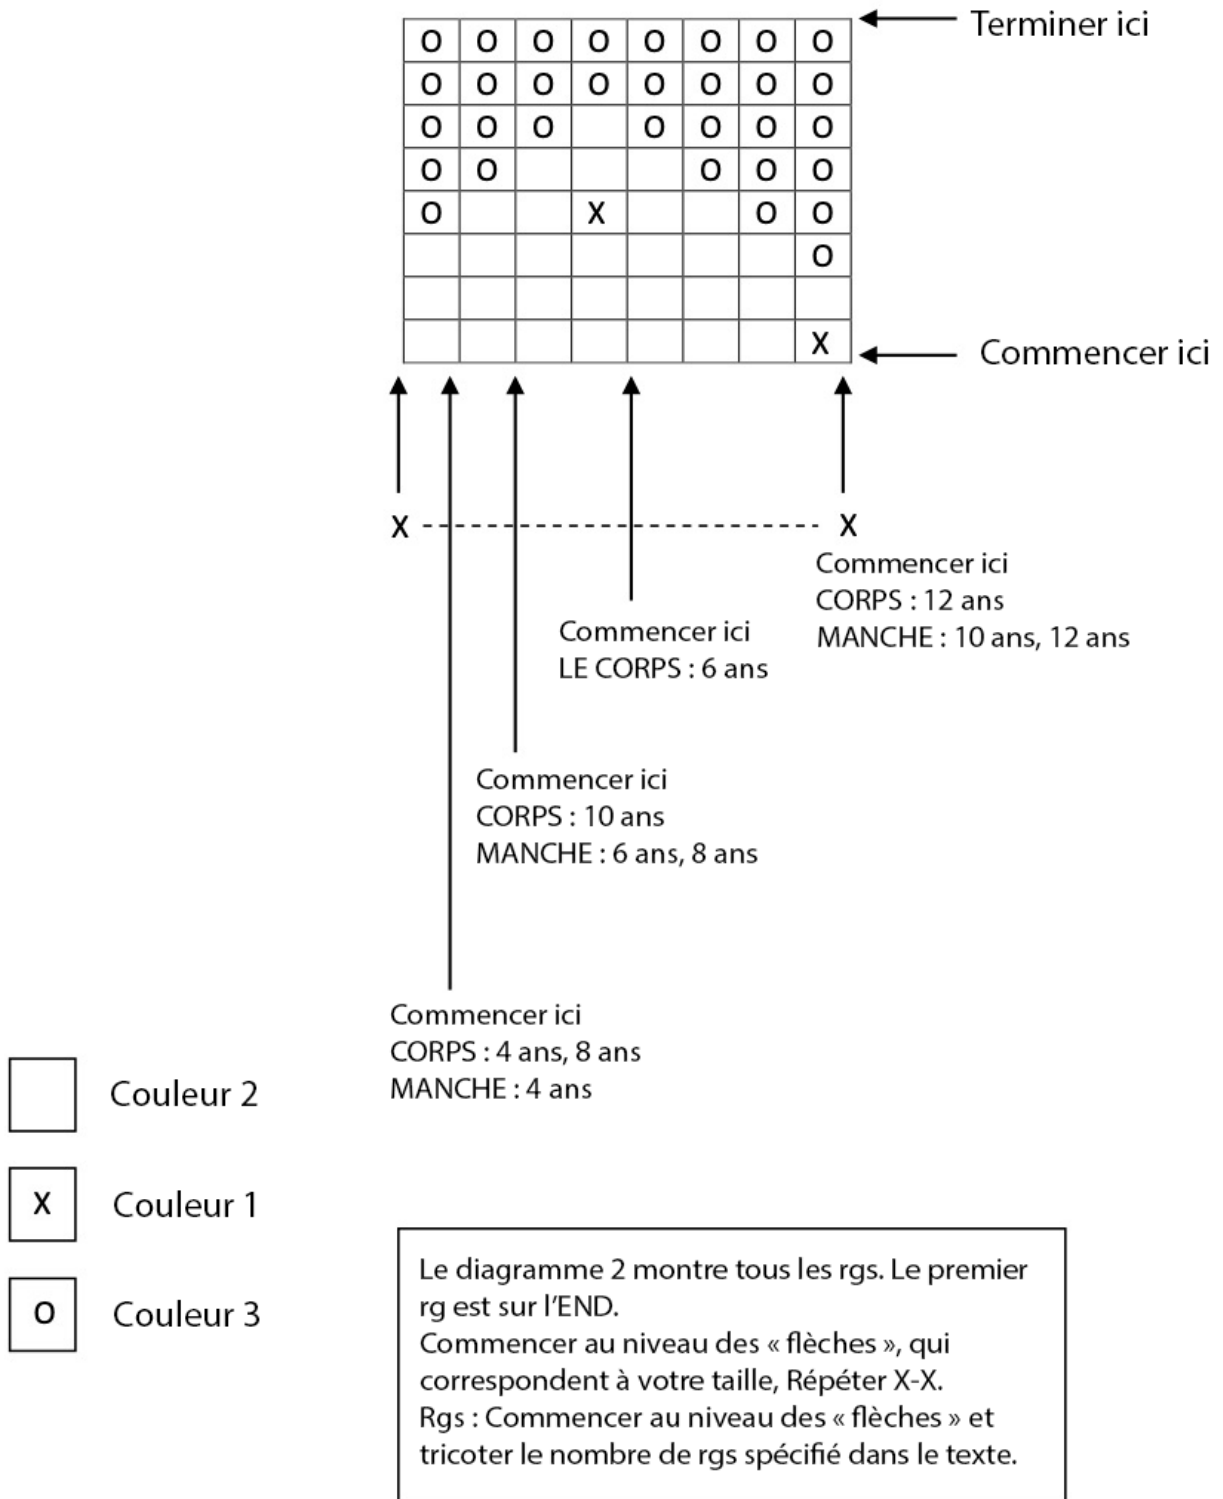 Terminer ici
O O O O O O O O
O O O O O O O O
O O O O O O O
O O O O O
O X O O
O
X
Commencer ici
X X
Commencer ici
CORPS : 12 ans
MANCHE : 10 ans, 12 ans
Commencer ici
LE CORPS : 6 ans
Commencer ici
CORPS : 10 ans
MANCHE : 6 ans, 8 ans
Commencer ici
CORPS : 4 ans, 8 ans
MANCHE : 4 ans
Couleur 2
X Couleur 1
O Couleur 3
Le diagramme 2 montre tous les rgs. Le premier
rg est sur l'END.
Commencer au niveau des « flèches », qui
correspondent à votre taille, Répéter X-X.
Rgs : Commencer au niveau des « flèches » et
tricoter le nombre de rgs spécifié dans le texte.